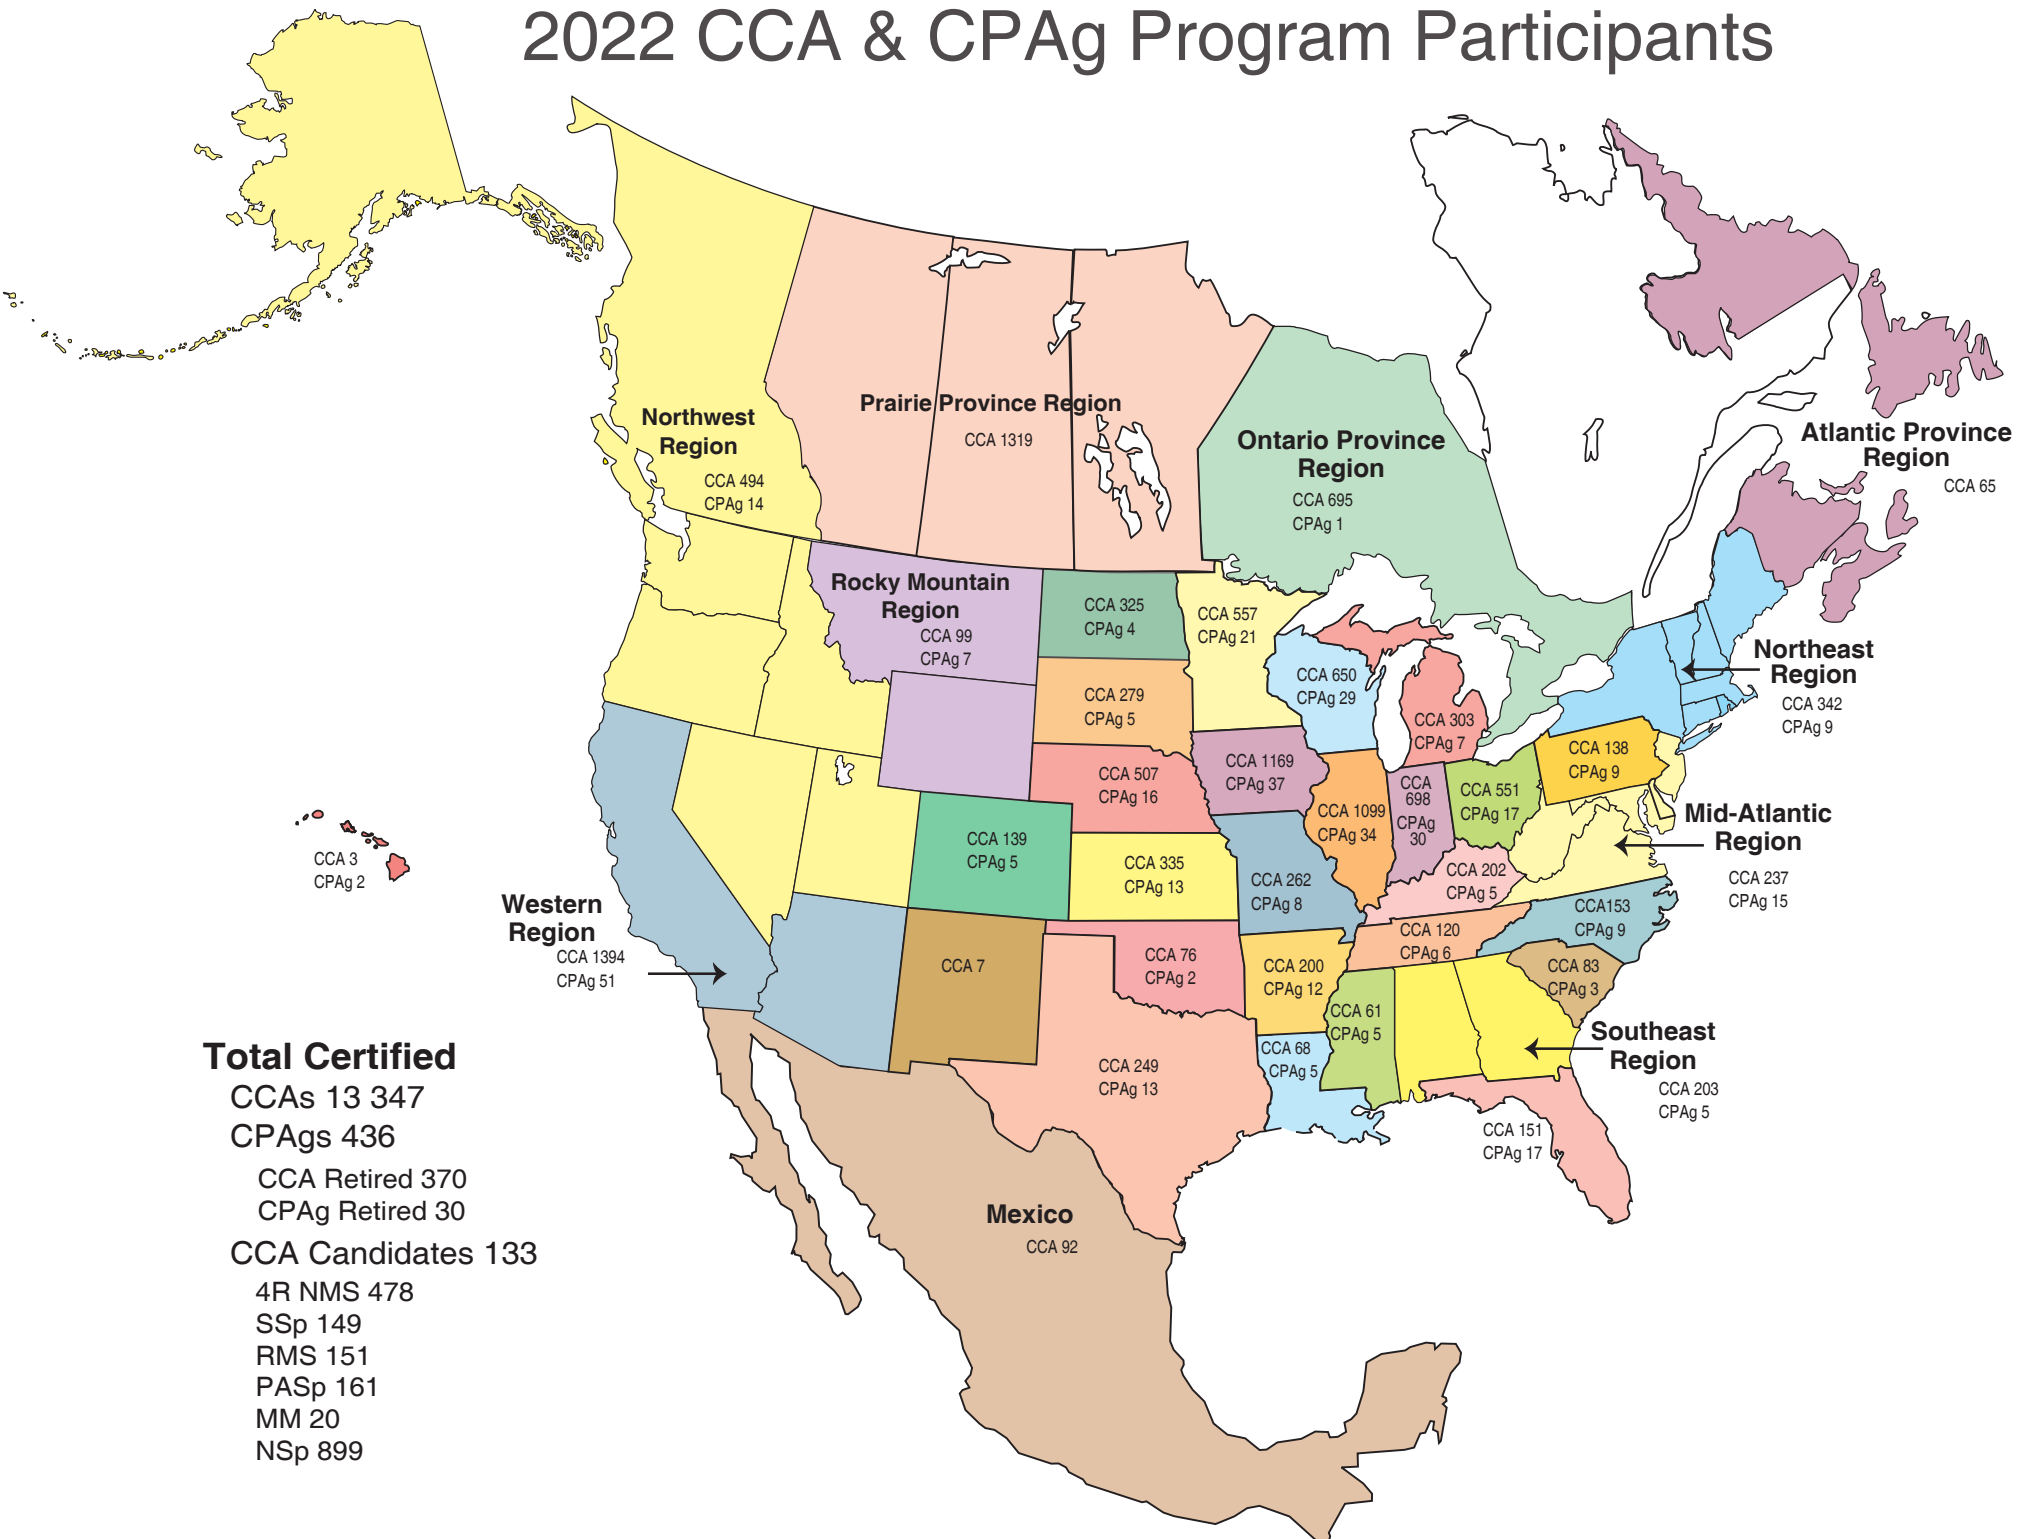 2022 CCA & CPAg Program Participants
Northwest
Region
CCA 494
CPAg 14
Prairie Province Region
CCA 1319
Ontario Province
Region
CCA 695
CPAg 1
Atlantic Province
Region
CCA 65
Rocky Mountain
Region
CCA 99
CPAg 7
CCA 325
CPAg 4
CCA 557
CPAg 21
CCA 650
CPAg 29
CCA 303
CPAg 7
Northeast
Region
CCA 342
CPAg 9
CCA 279
CPAg 5
CCA 507
CPAg 16
CCA 1169
CPAg 37
CCA 1099
CPAg 34
CCA
698
CPAg
30
CCA 551
CPAg 17
CCA 138
CPAg 9
Mid-Atlantic
Region
CCA 237
CPAg 15
CCA 3
CPAg 2
CCA 139
CPAg 5
CCA 335
CPAg 13
CCA 262
CPAg 8
CCA 202
CPAg 5
CCA153
CPAg 9
Western
Region
CCA 1394
CPAg 51
CCA 7
CCA 76
CPAg 2
CCA 200
CPAg 12
CCA 120
CPAg 6
CCA 83
CPAg 3
CCA 249
CPAg 13
CCA 68
CPAg 5
CCA 61
CPAg 5
Southeast
Region
CCA 203
CPAg 5
CCA 151
CPAg 17
Mexico
CCA 92
Total Certified
CCAs 13 347
CPAgs 436
CCA Retired 370
CPAg Retired 30
CCA Candidates 133
4R NMS 478
SSp 149
RMS 151
PASp 161
MM 20
NSp 899